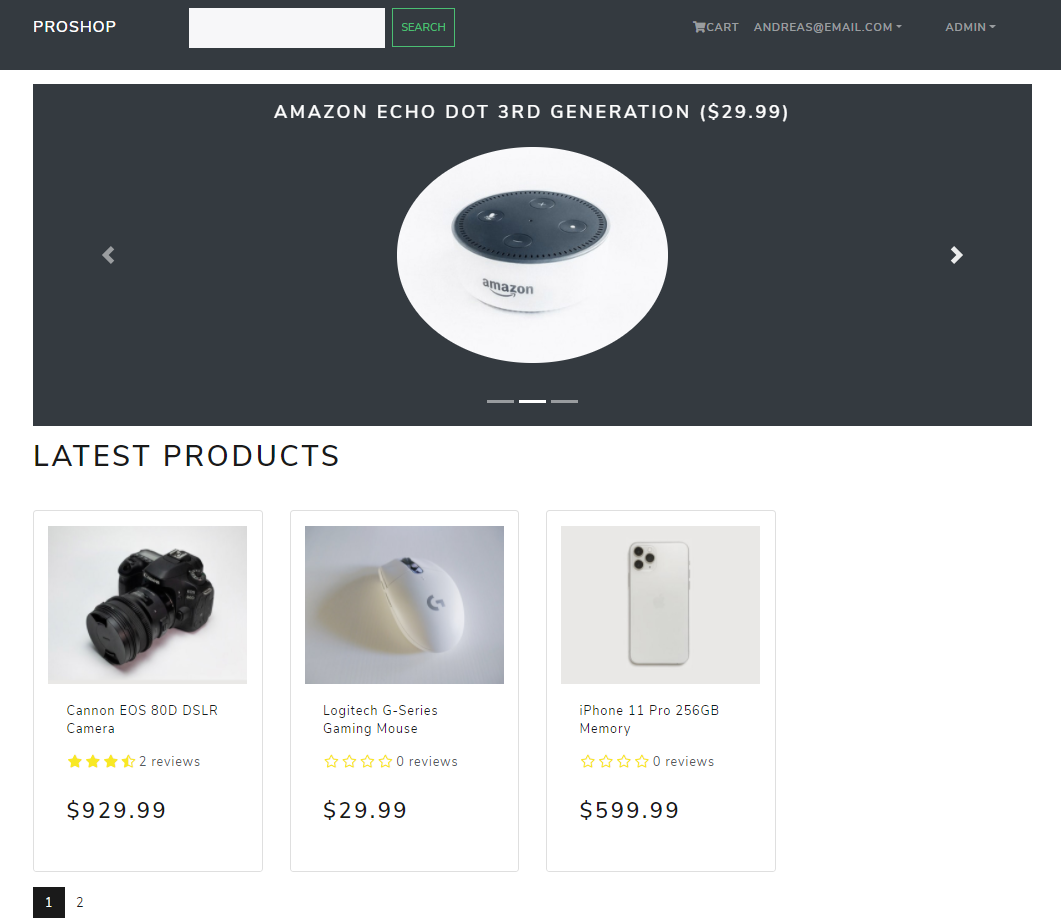 PROSHOP
SEARCH
CART
ANDREAS@EMAIL.COM
ADMIN
AMAZON ECHO DOT 3RD GENERATION ($29.99)
amazon
LATEST PRODUCTS
Canon
Cannon EOS 80D DSLR
Camera
2 reviews
$929.99
G
Logitech G-Series
Gaming Mouse
0 reviews
$29.99
iPhone 11 Pro 256GB
Memory
0 reviews
$599.99
1 2